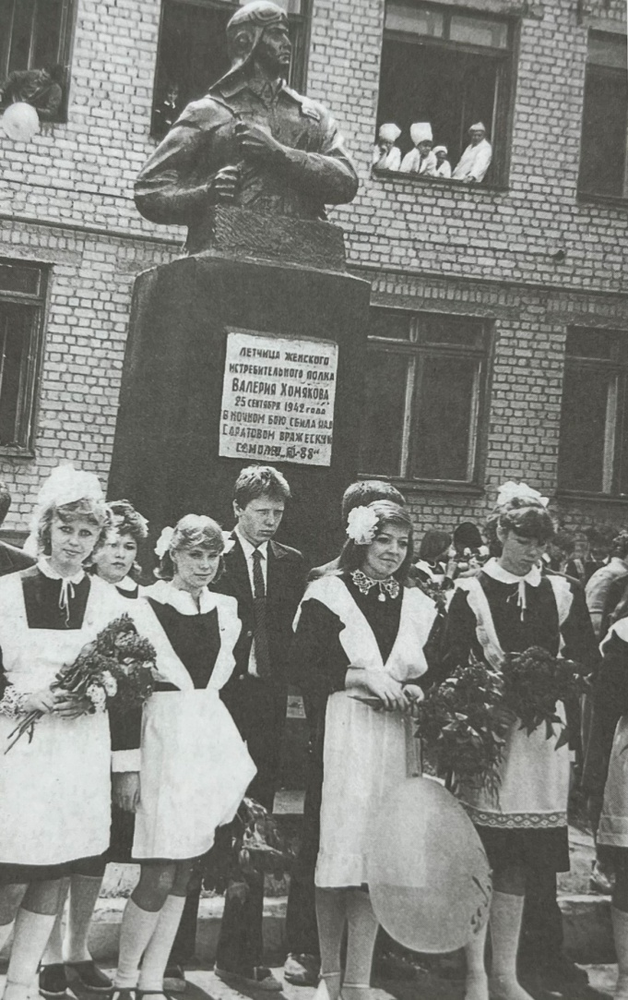 ЛЕТЧИЦА ЖЕНСКОГО
ИСТРЕБИТЕЛЬНОГО ПОЛКА
ВАЛЕРИЯ ХОМЯКОВА
25 СЕНТЯБРЯ 1942 ГОДА
В НОЧНОМ БОЮ СБИЛА НАД
САРАТОВОМ ВРАЖЕСКИЙ
САМОЛЕТ „Ю-88“